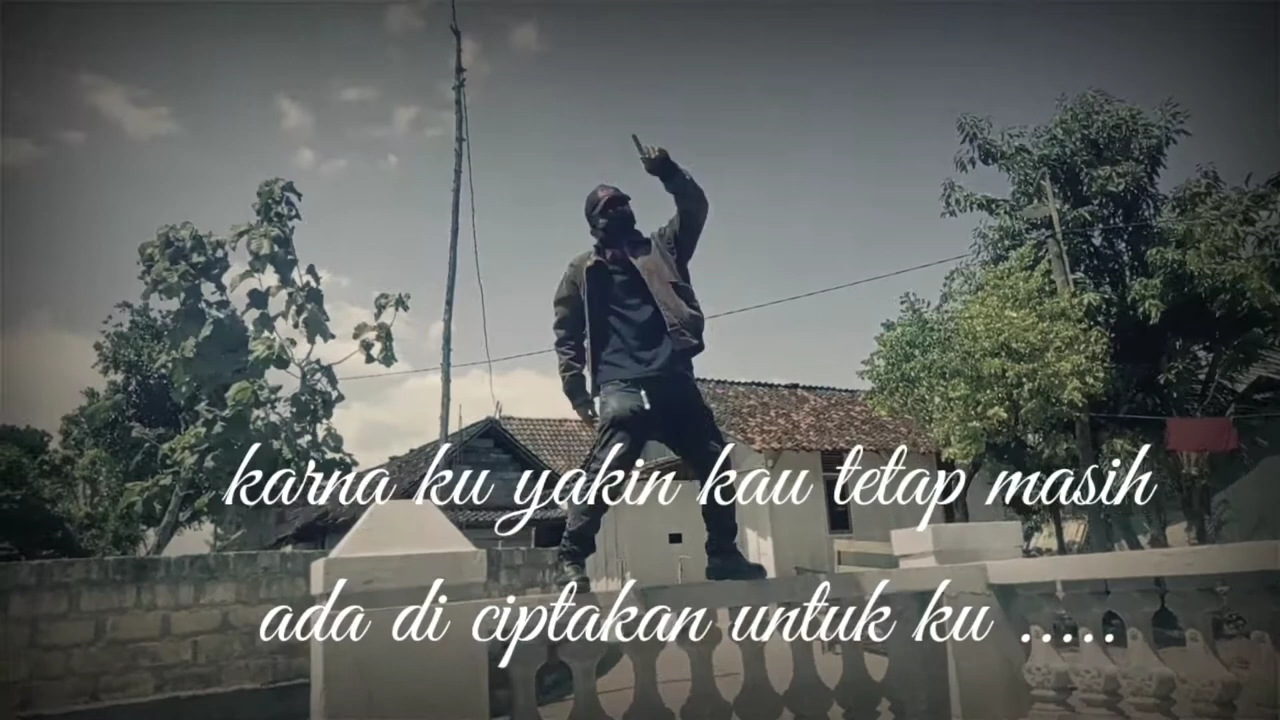 karna ku yakin kau tetap masih
ada di ciptakan untuk ku .....